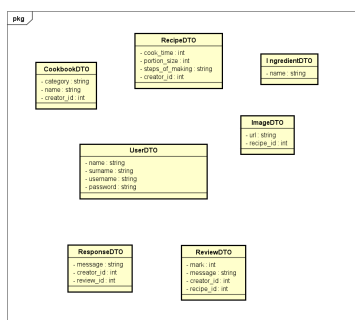 pkg
RecipeDTO
- cook_time : int
- portion_size : int
- steps_of_making : string
- creator_id : int
CookbookDTO
- category : string
- name : string
- creator_id : int
I ngredientDTO
- name : string
ImageDTO
- url : string
- recipe_id : int
UserDTO
- name : string
- surname : string
- username : string
- password : string
ResponseDTO
- message : string
- creator_id : int
- review_id : int
ReviewDTO
- mark : int
- message : string
- creator_id : int
- recipe_id : int